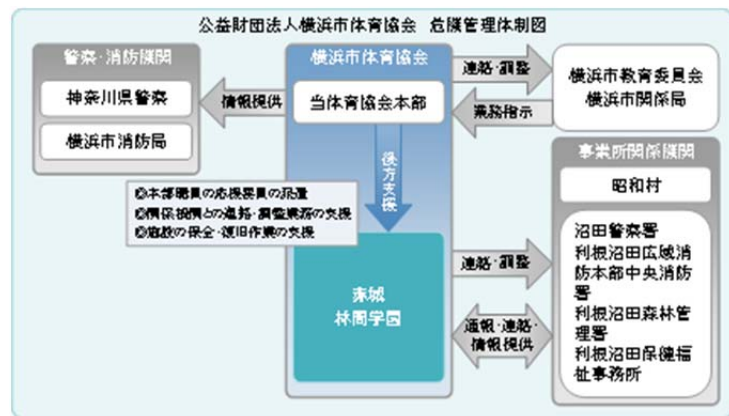 公益財団法人横浜市体育協会 危機管理体制図
警察・消防機関
神奈川県警察
横浜市消防局
情報提供
横浜市体育協会
当体育協会本部
後方支援
◎本部職員の応援要員の派遣
◎関係機関との連絡・調整業務の支援
◎施設の保全・復旧作業の支援
赤城
林間学園
連絡・調整
業務指示
横浜市教育委員会
横浜市関係局
事業所関係機関
昭和村
連絡・調整
通報・連絡・
情報提供
沼田警察署
利根沼田広域消
防本部中央消防
署
利根沼田森林管
理署
利根沼田保健福
祉事務所